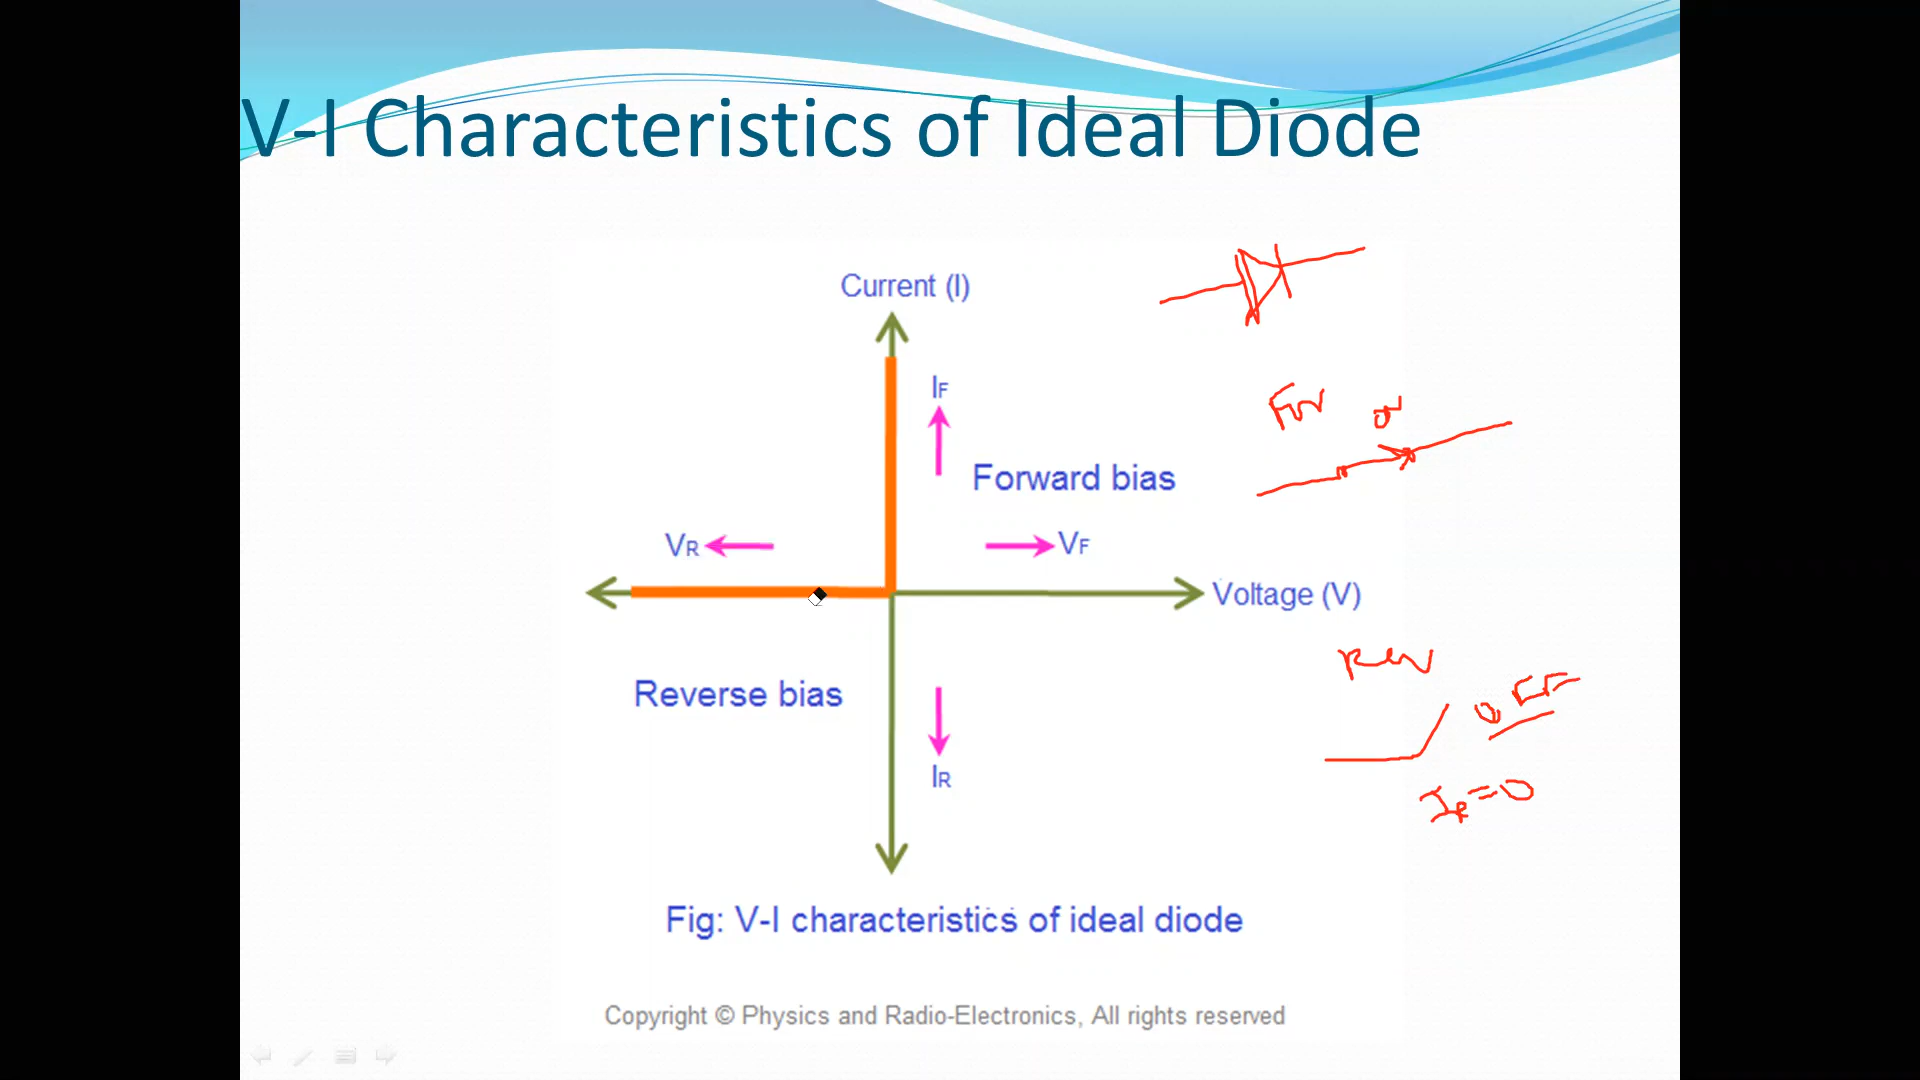 V-I Characteristics of Ideal Diode
Current (I)
IF
For on
Forward bias
VR
VF
Voltage (V)
Rev
Reverse bias
OFF
IR
IR=0
Fig: V-I characteristics of ideal diode
Copyright © Physics and Radio-Electronics, All rights reserved